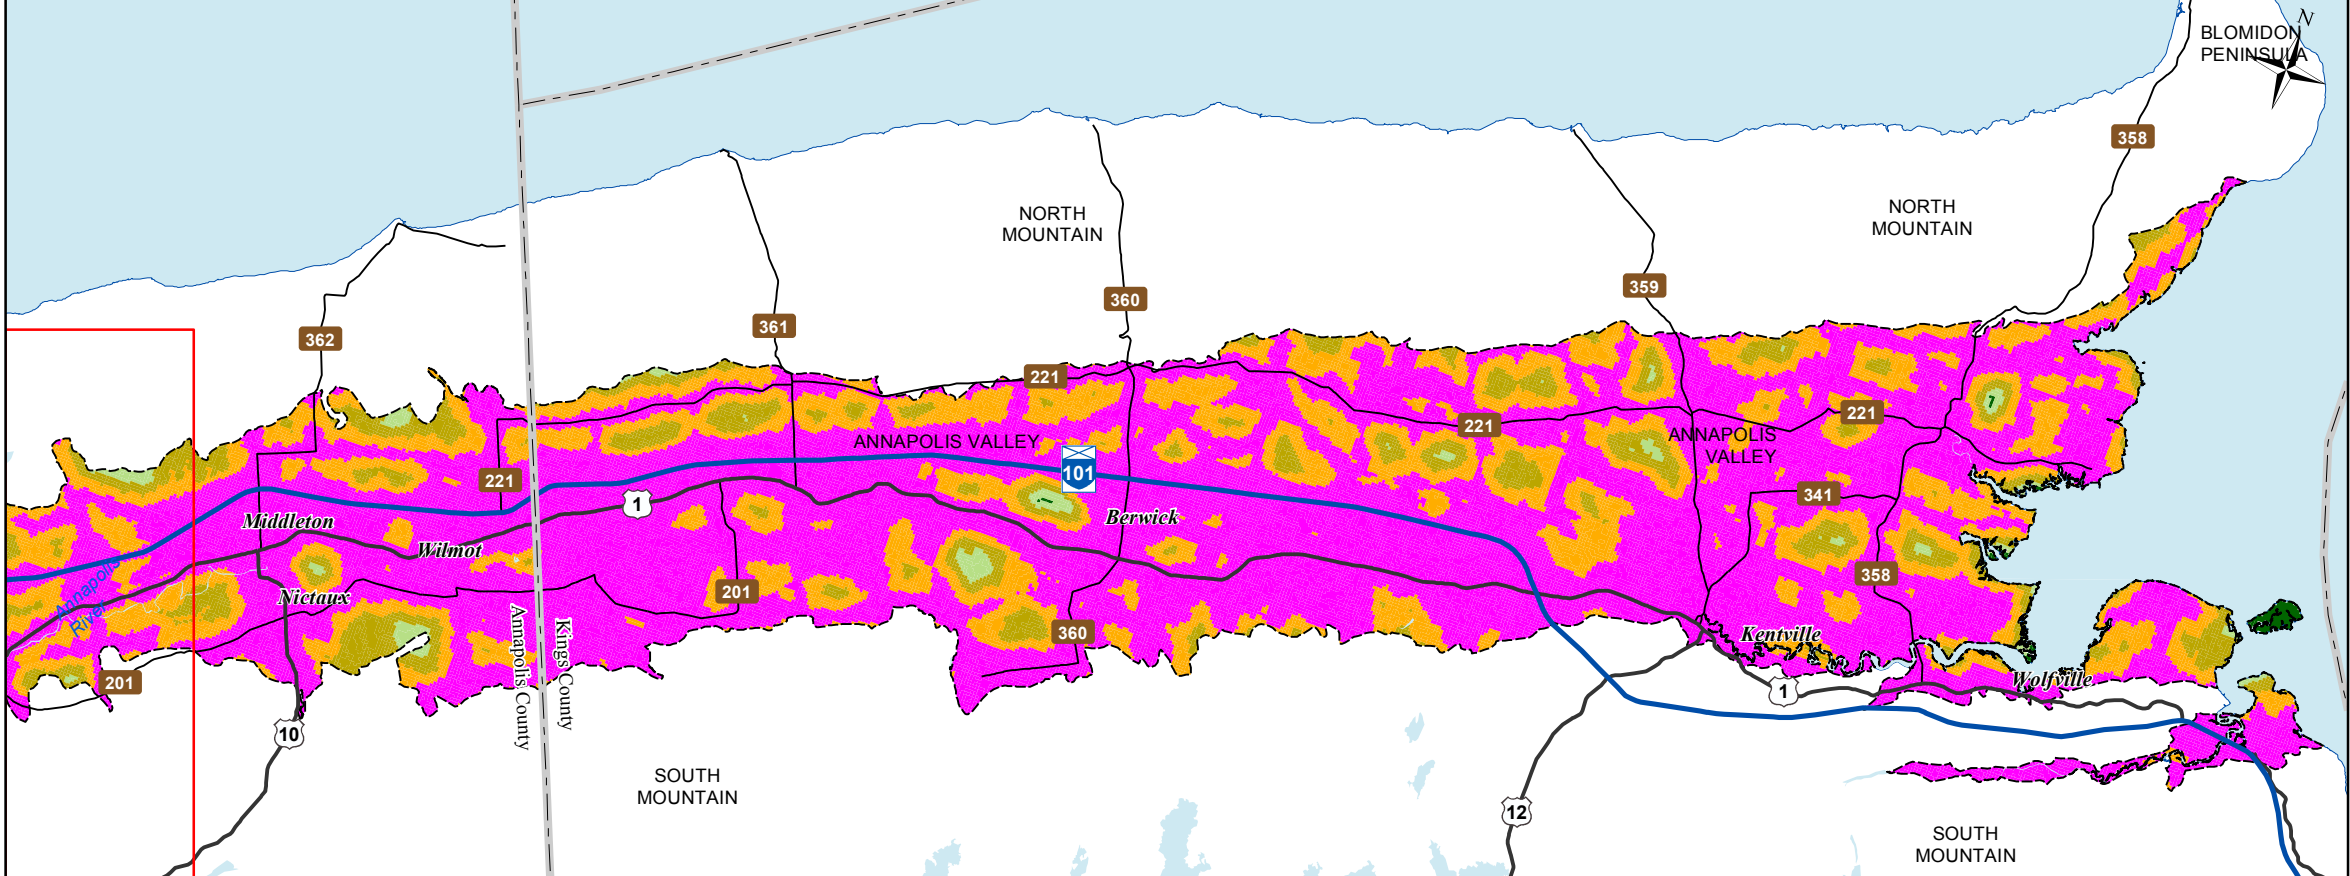 N
BLOMIDON
PENINSULA
358
NORTH
MOUNTAIN
NORTH
MOUNTAIN
359
360
361
362
221
221
221
ANNAPOLIS VALLEY
ANNAPOLIS
VALLEY
101
221
341
1
Middleton
Berwick
Wilmot
Annapolis
River
358
201
Nictaux
360
Kentville
Annapolis County
Kings County
201
1
Wolfville
10
SOUTH
MOUNTAIN
12
SOUTH
MOUNTAIN